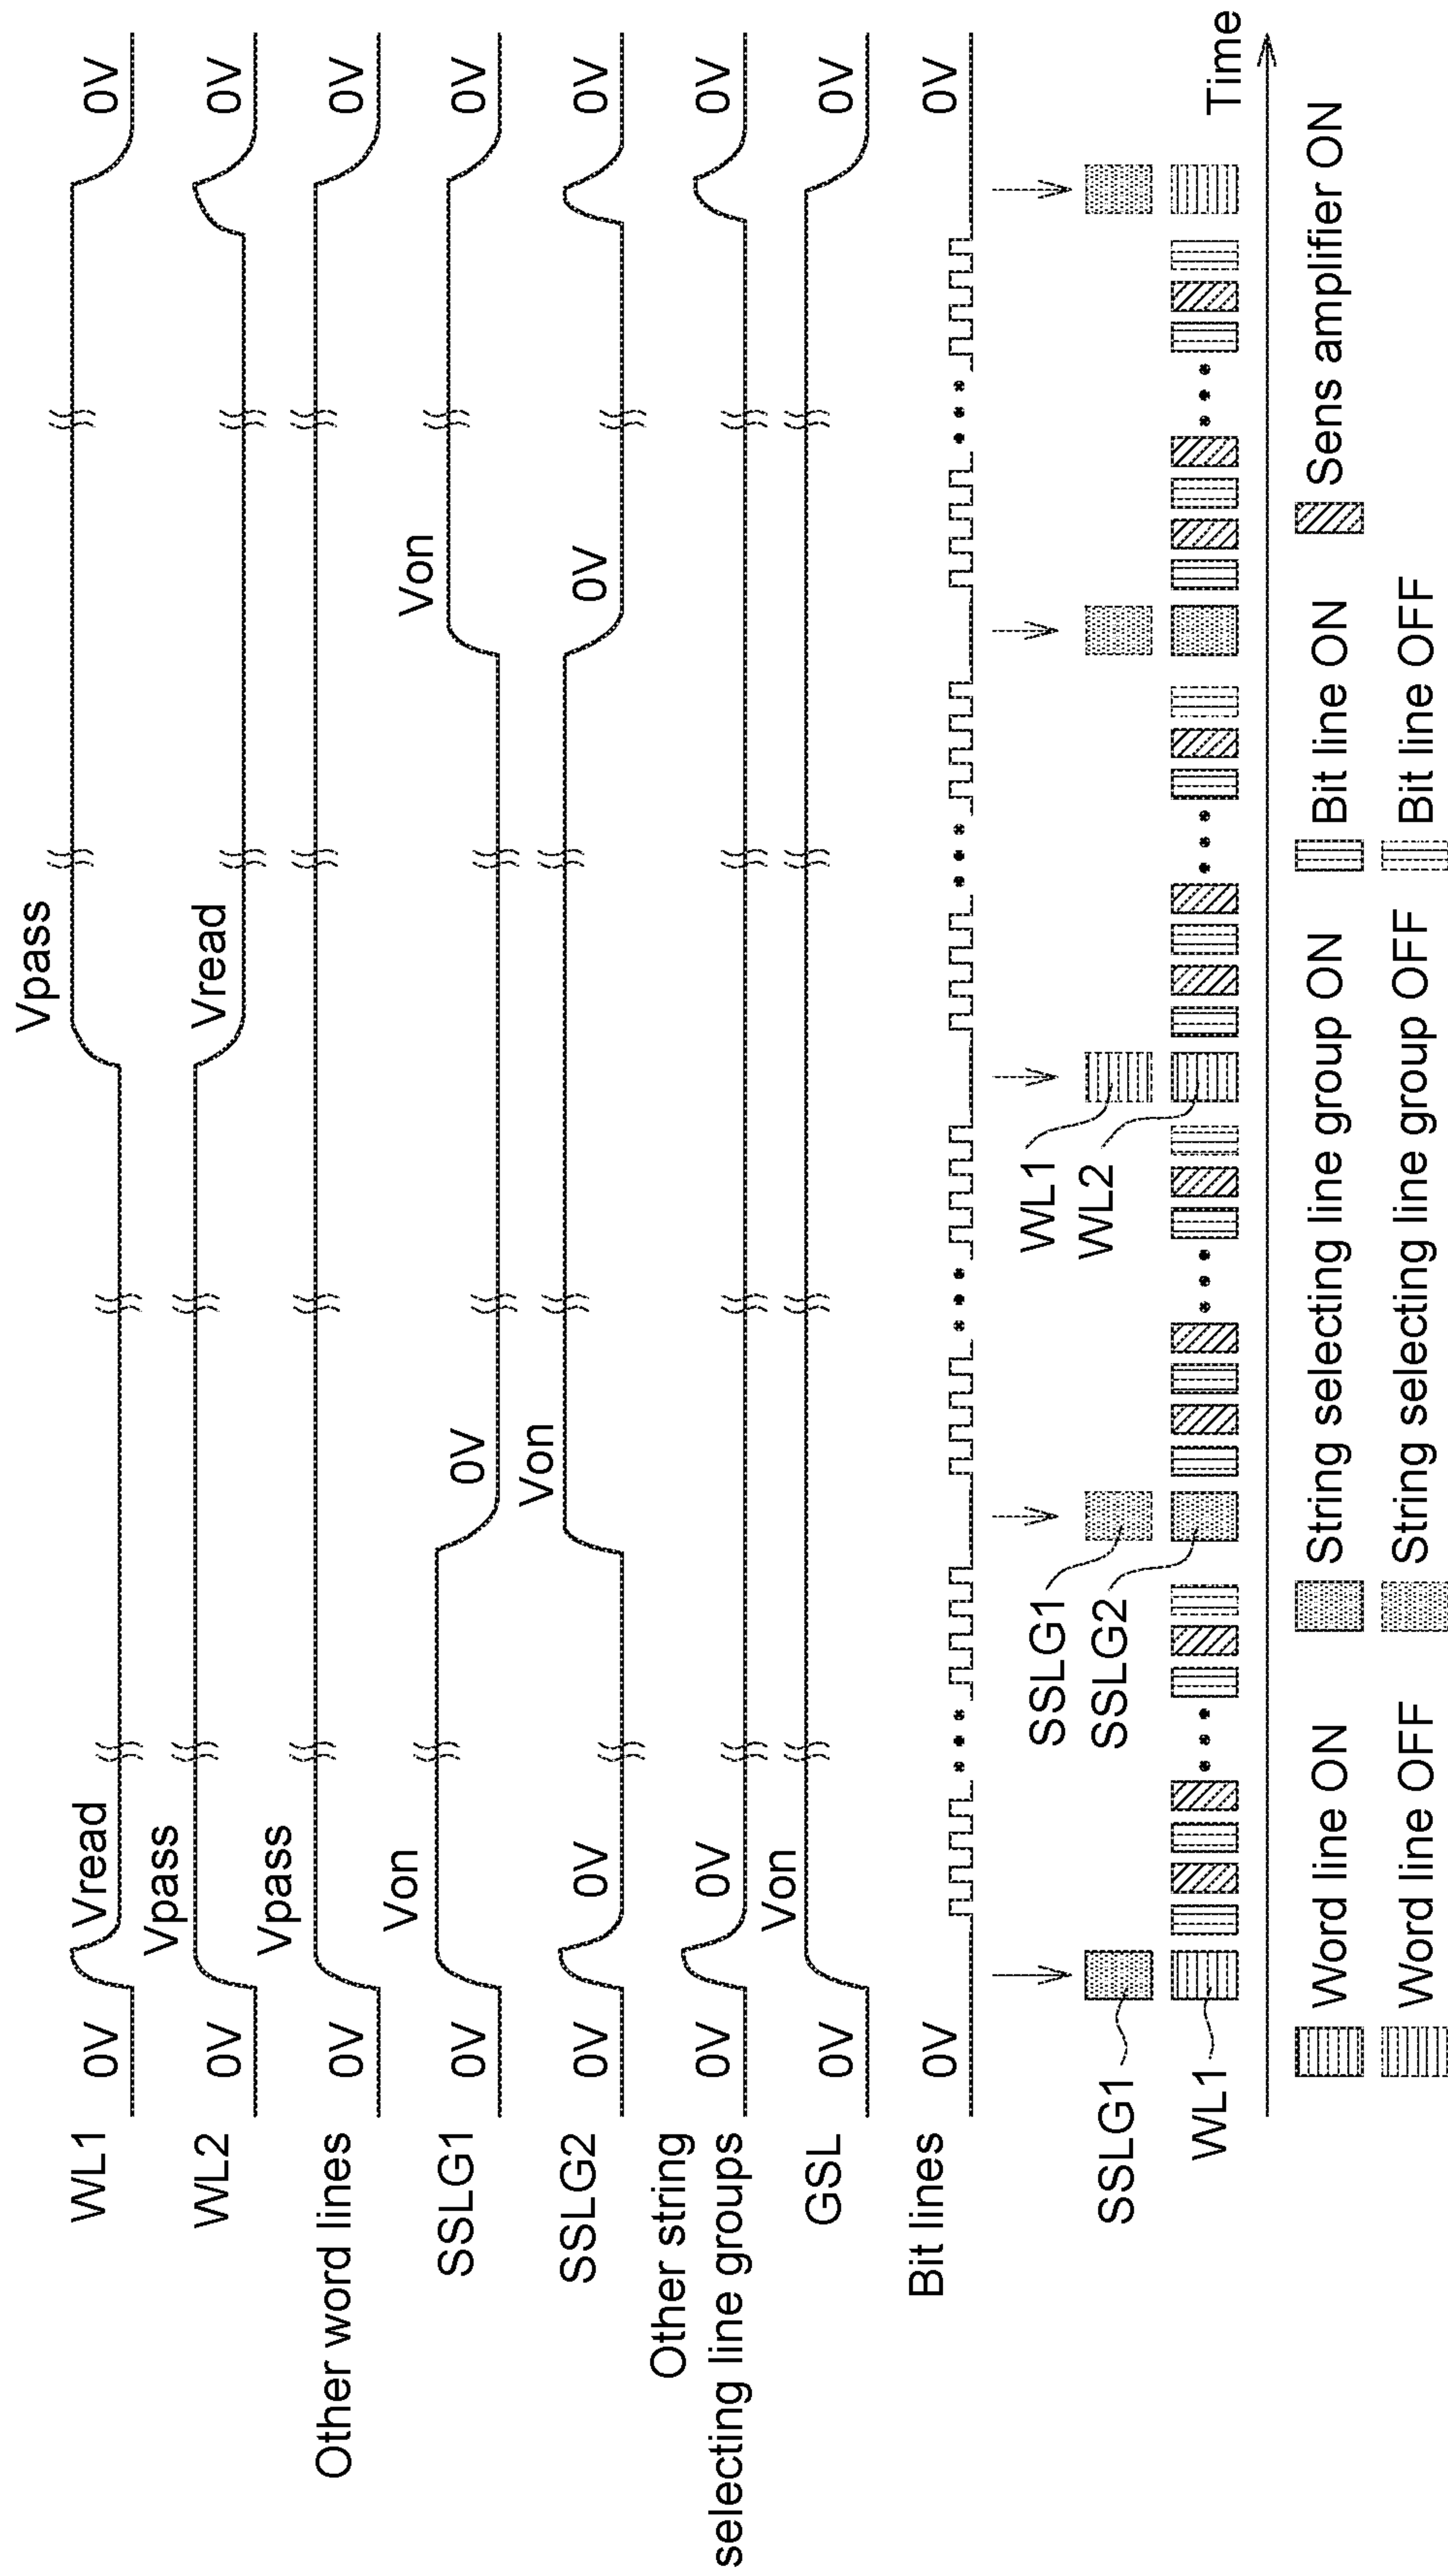 WL1 0V Vread Vpass 0V
WL2 0V Vpass Vread 0V
Other word lines 0V Vpass 0V
SSLG1 0V Von 0V Von 0V
SSLG2 0V 0V Von 0V 0V
Other string
selecting line groups 0V 0V 0V
GSL 0V Von 0V
Bit lines 0V 0V
SSLG1 SSLG1 WL1
WL1 SSLG2 WL2
Time
Word line ON String selecting line group ON Bit line ON Sens amplifier ON
Word line OFF String selecting line group OFF Bit line OFF